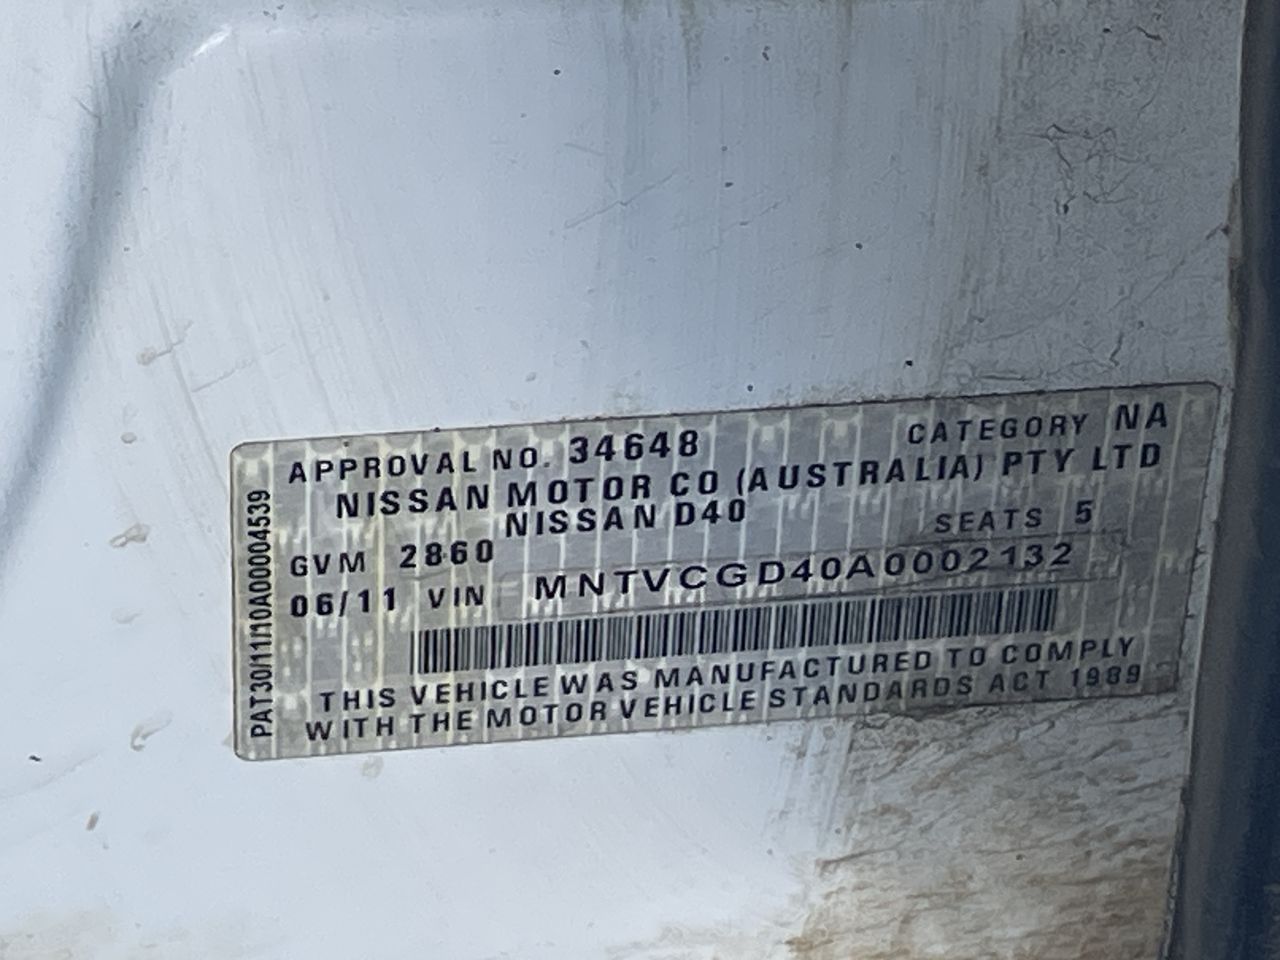 APPROVAL NO. 34648 CATEGORY NA
NISSAN MOTOR CO (AUSTRALIA) PTY LTD
NISSAN D40
GVM 2860 SEATS 5
06/11 VIN MNTVCGD40A0002132
THIS VEHICLE WAS MANUFACTURED TO COMPLY
WITH THE MOTOR VEHICLE STANDARDS ACT 1989
PAT30/11/10A000004539